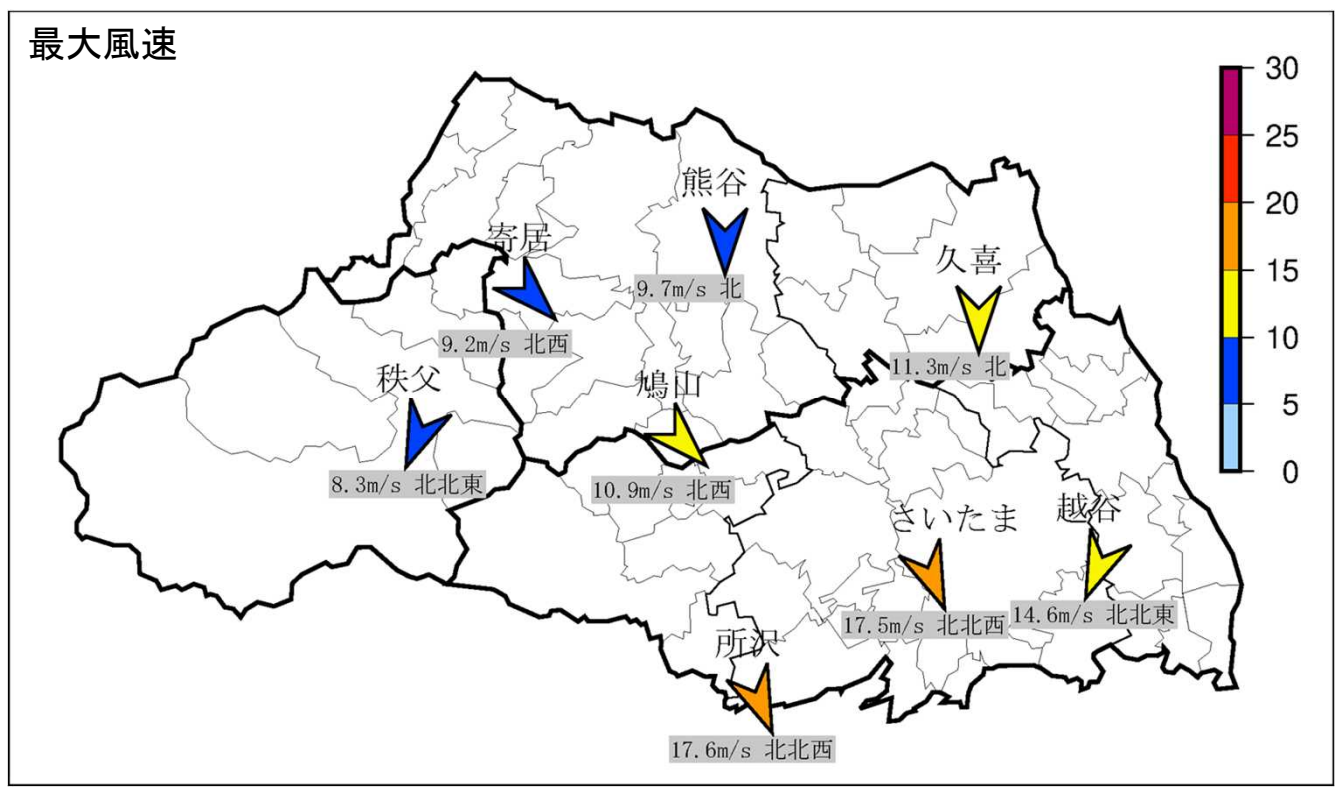 最大風速
30
25
20
15
10
5
0
熊谷
9.7m/s 北
寄居
9.2m/s 北西
久喜
11.3m/s 北
秩父
8.3m/s 北北東
鳩山
10.9m/s 北西
さいたま
17.5m/s 北北西
越谷
14.6m/s 北北東
所沢
17.6m/s 北北西